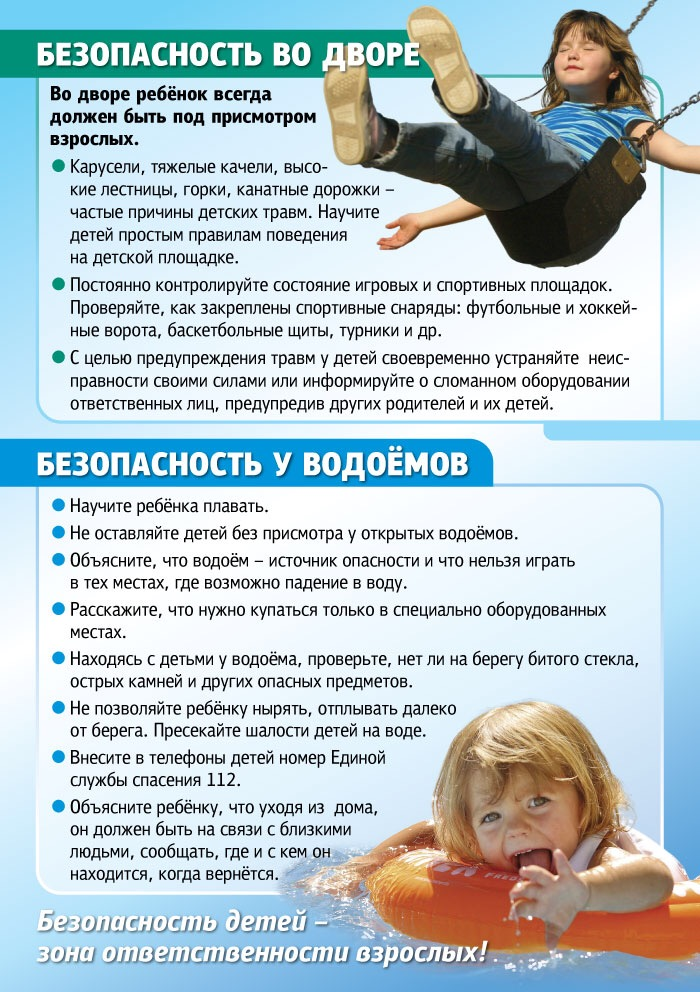 БЕЗОПАСНОСТЬ ВО ДВОРЕ
Во дворе ребёнок всегда
должен быть под присмотром
взрослых.
● Карусели, тяжелые качели, высо-
кие лестницы, горки, канатные дорожки –
частые причины детских травм. Научите
детей простым правилам поведения
на детской площадке.
● Постоянно контролируйте состояние игровых и спортивных площадок.
Проверяйте, как закреплены спортивные снаряды: футбольные и хоккей-
ные ворота, баскетбольные щиты, турники и др.
● С целью предупреждения травм у детей своевременно устраняйте неис-
правности своими силами или информируйте о сломанном оборудовании
ответственных лиц, предупредив других родителей и их детей.
БЕЗОПАСНОСТЬ У ВОДОЁМОВ
● Научите ребёнка плавать.
● Не оставляйте детей без присмотра у открытых водоёмов.
● Объясните, что водоём – источник опасности и что нельзя играть
в тех местах, где возможно падение в воду.
● Расскажите, что нужно купаться только в специально оборудованных
местах.
● Находясь с детьми у водоёма, проверьте, нет ли на берегу битого стекла,
острых камней и других опасных предметов.
● Не позволяйте ребёнку нырять, отплывать далеко
от берега. Пресекайте шалости детей на воде.
● Внесите в телефоны детей номер Единой
службы спасения 112.
● Объясните ребёнку, что уходя из дома,
он должен быть на связи с близкими
людьми, сообщать, где и с кем он
находится, когда вернётся.
Безопасность детей –
зона ответственности взрослых!